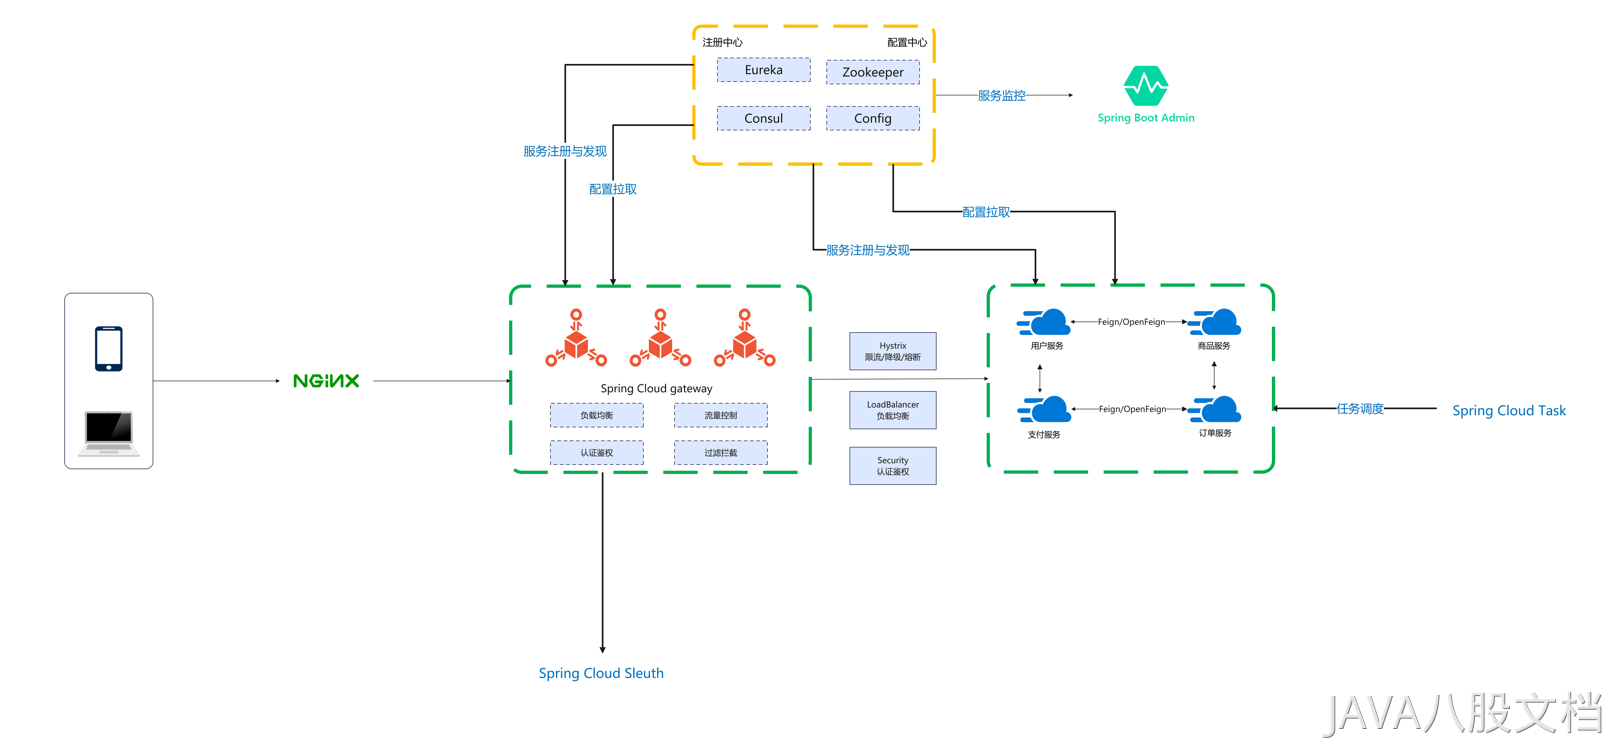 注册中心
配置中心
Eureka
Zookeeper
Consul
Config
服务监控
Spring Boot Admin
服务注册与发现
配置拉取
配置拉取
服务注册与发现
NGiNX
Spring Cloud gateway
负载均衡
流量控制
认证鉴权
过滤拦截
Hystrix
限流/降级/熔断
LoadBalancer
负载均衡
Security
认证鉴权
Feign/OpenFeign
用户服务
商品服务
Feign/OpenFeign
支付服务
订单服务
任务调度
Spring Cloud Task
Spring Cloud Sleuth
JAVA八股文档